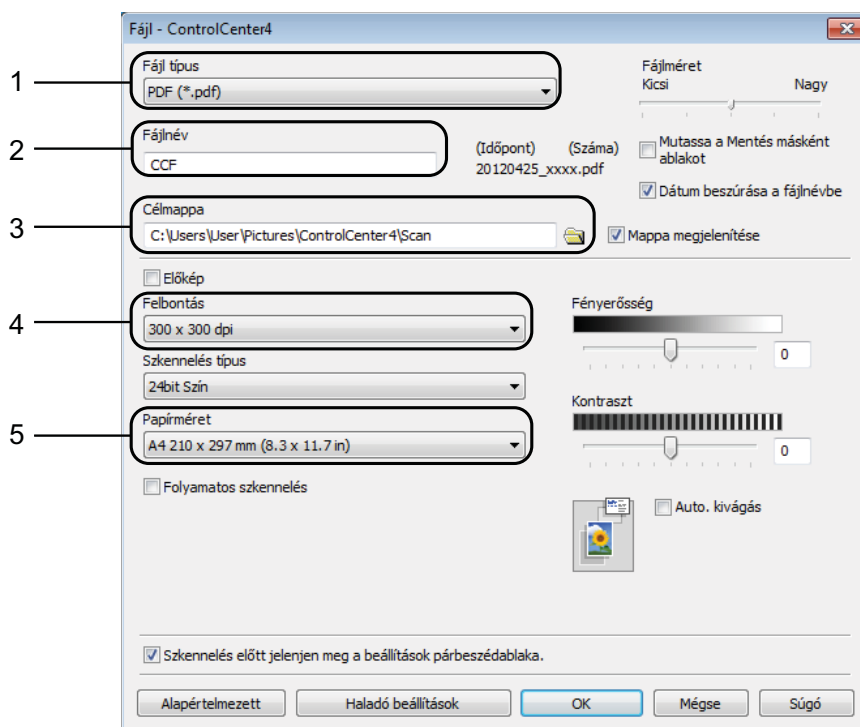 Fájl - ControlCenter4
1
Fájl típus
PDF (*.pdf)
Fájlméret
Kicsi Nagy
2
Fájlnév
CCF
(Időpont) (Száma)
20120425_xxxx.pdf
Mutassa a Mentés másként
ablakot
Dátum beszúrása a fájlnévbe
3
Célmappa
C:\Users\User\Pictures\ControlCenter4\Scan
Mappa megjelenítése
Előkép
4
Felbontás
300 x 300 dpi
Fényerősség
0
Szkennelés típus
24bit Szín
5
Papírméret
A4 210 x 297 mm (8.3 x 11.7 in)
Kontraszt
0
Folyamatos szkennelés
Auto. kivágás
Szkennelés előtt jelenjen meg a beállítások párbeszédablaka.
Alapértelmezett Haladó beállítások OK Mégse Súgó